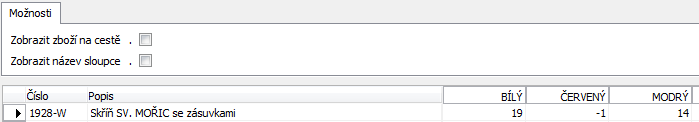 Možnosti
Zobrazit zboží na cestě .
Zobrazit název sloupce .
Číslo Popis BÍLÝ ČERVENÝ MODRÝ
1928-W Skříň SV. MOŘIC se zásuvkami 19 -1 14